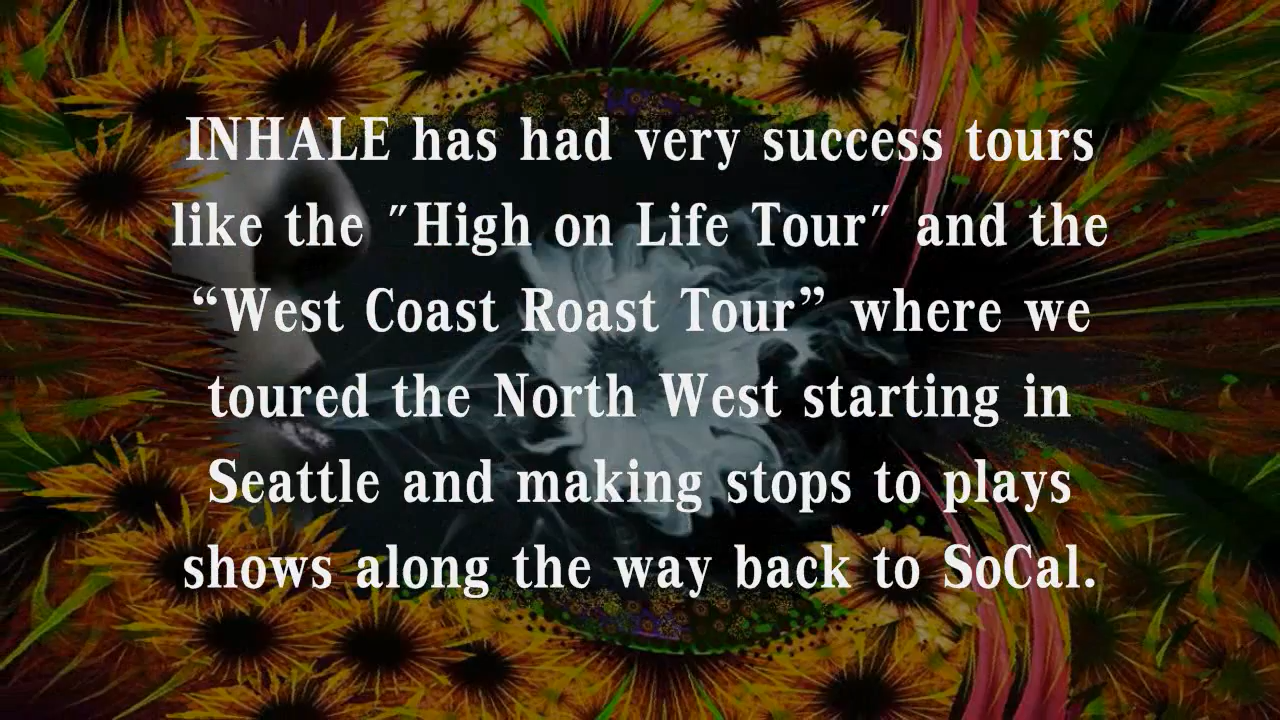 INHALE has had very success tours
like the "High on Life Tour" and the
“West Coast Roast Tour” where we
toured the North West starting in
Seattle and making stops to plays
shows along the way back to SoCal.